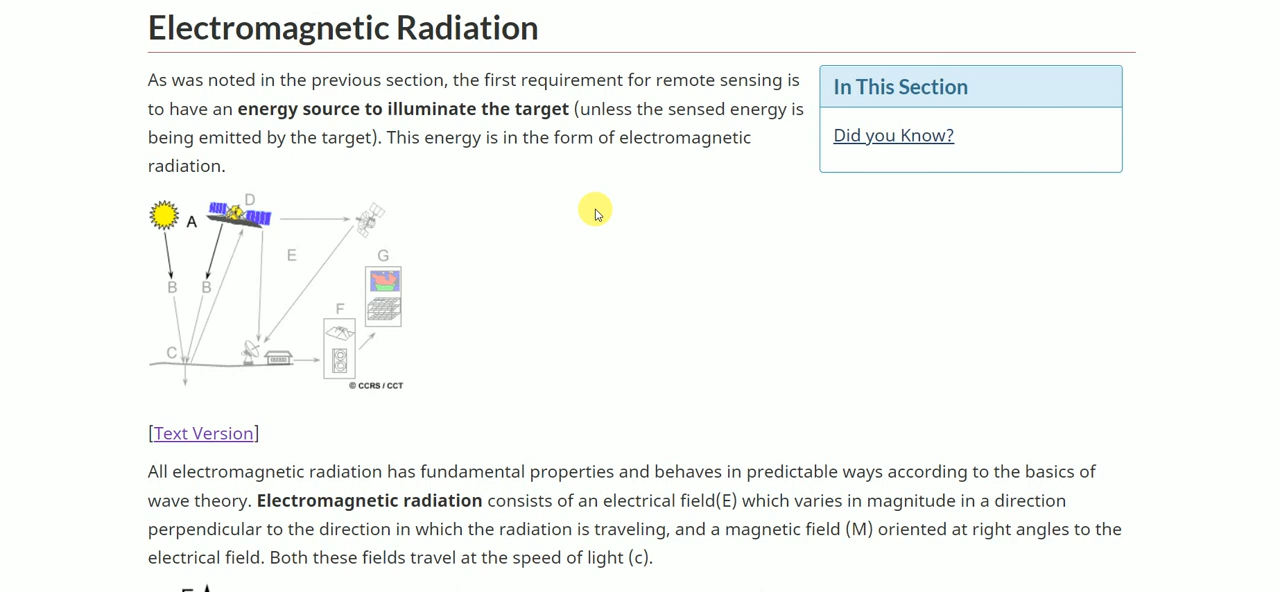 Electromagnetic Radiation
As was noted in the previous section, the first requirement for remote sensing is
to have an energy source to illuminate the target (unless the sensed energy is
being emitted by the target). This energy is in the form of electromagnetic
radiation.
In This Section
Did you Know?
A
D
E
G
B
B
F
C
© CCRS / CCT
[Text Version]
All electromagnetic radiation has fundamental properties and behaves in predictable ways according to the basics of
wave theory. Electromagnetic radiation consists of an electrical field(E) which varies in magnitude in a direction
perpendicular to the direction in which the radiation is traveling, and a magnetic field (M) oriented at right angles to the
electrical field. Both these fields travel at the speed of light (c).